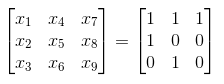 [x₁ x₄ x₇] = [1 1 1]
[x₂ x₅ x₈] = [1 0 0]
[x₃ x₆ x₉] = [0 1 0]